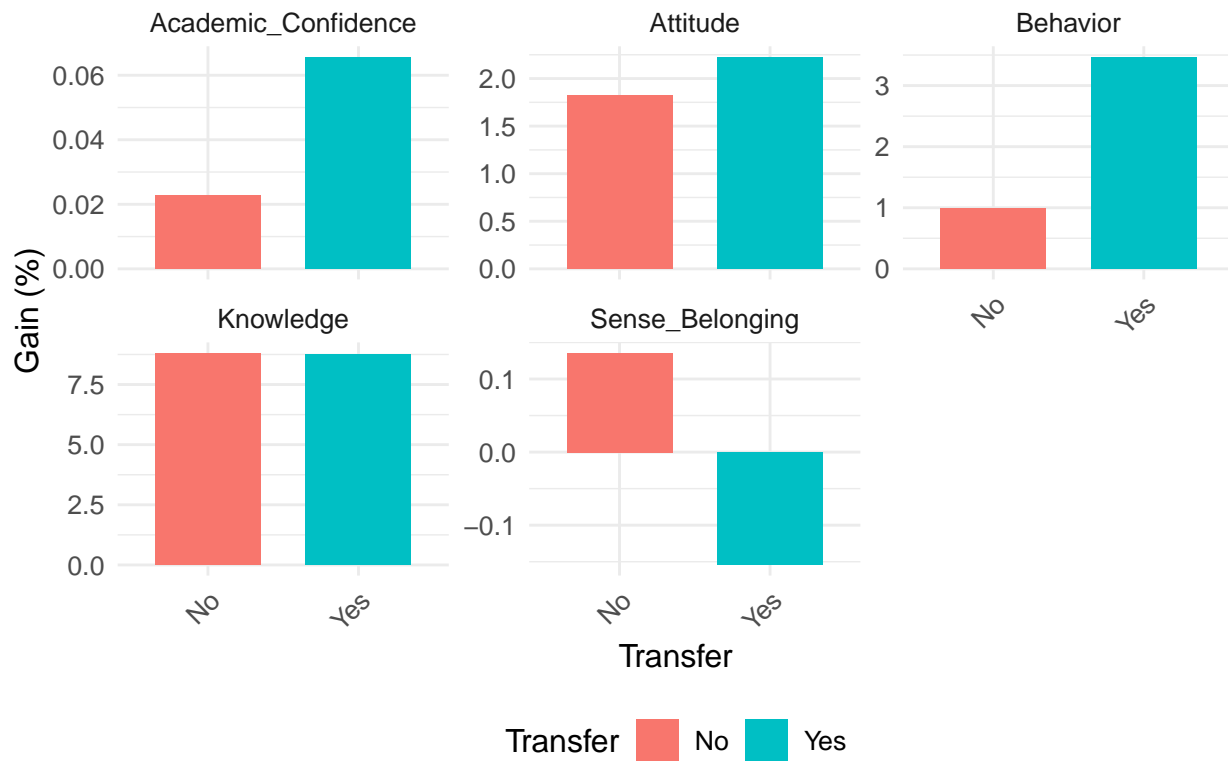 Academic_Confidence
Attitude
Behavior
0.06
0.04
0.02
0.00
2.0
1.5
1.0
0.5
0.0
3
2
1
0
No
Yes
Gain (%)
Knowledge
Sense_Belonging
7.5
5.0
2.5
0.0
0.1
0.0
−0.1
No
Yes
No
Yes
Transfer
Transfer No Yes